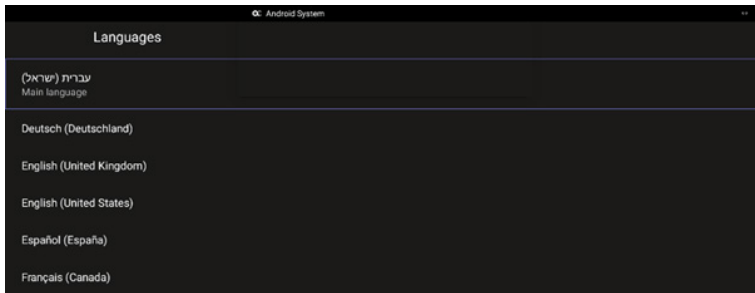 Android System
Languages
עברית (ישראל)
Main language
Deutsch (Deutschland)
English (United Kingdom)
English (United States)
Español (España)
Français (Canada)